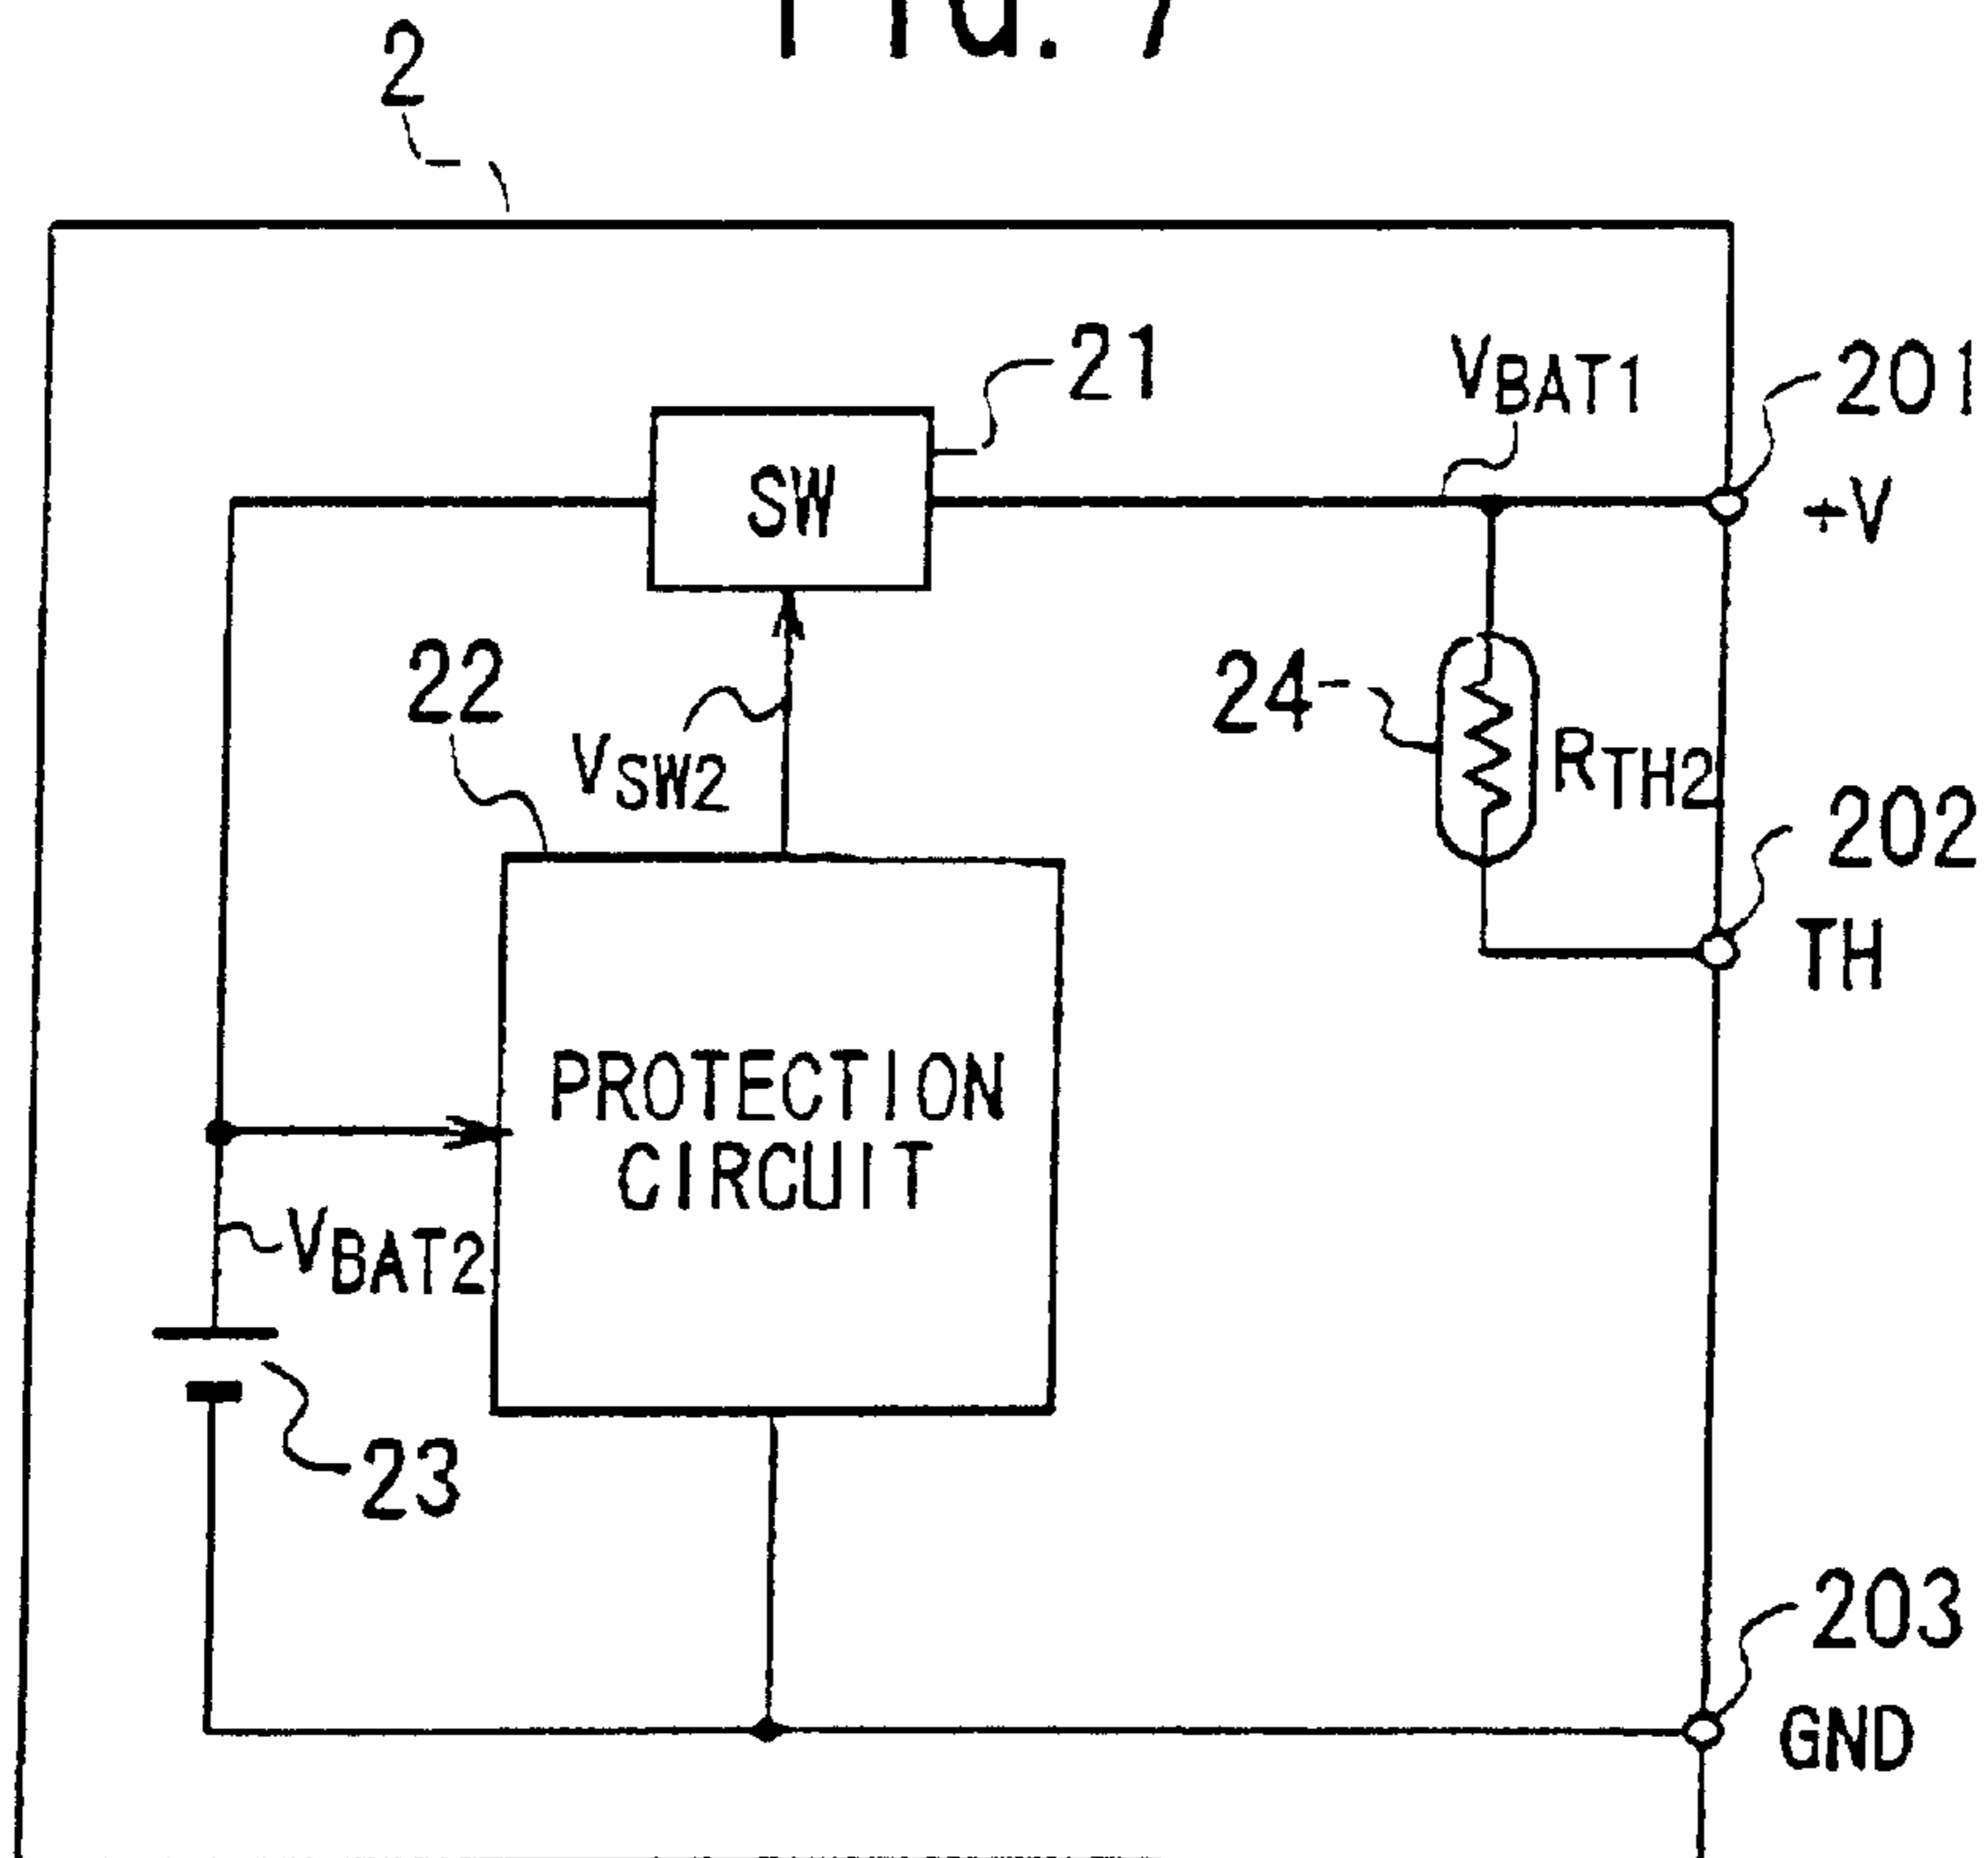 FIG. 7
2
21
VBAT1
201
SW
+V
22
VSW2
24
RTH2
202
TH
PROTECTION
CIRCUIT
VBAT2
23
203
GND